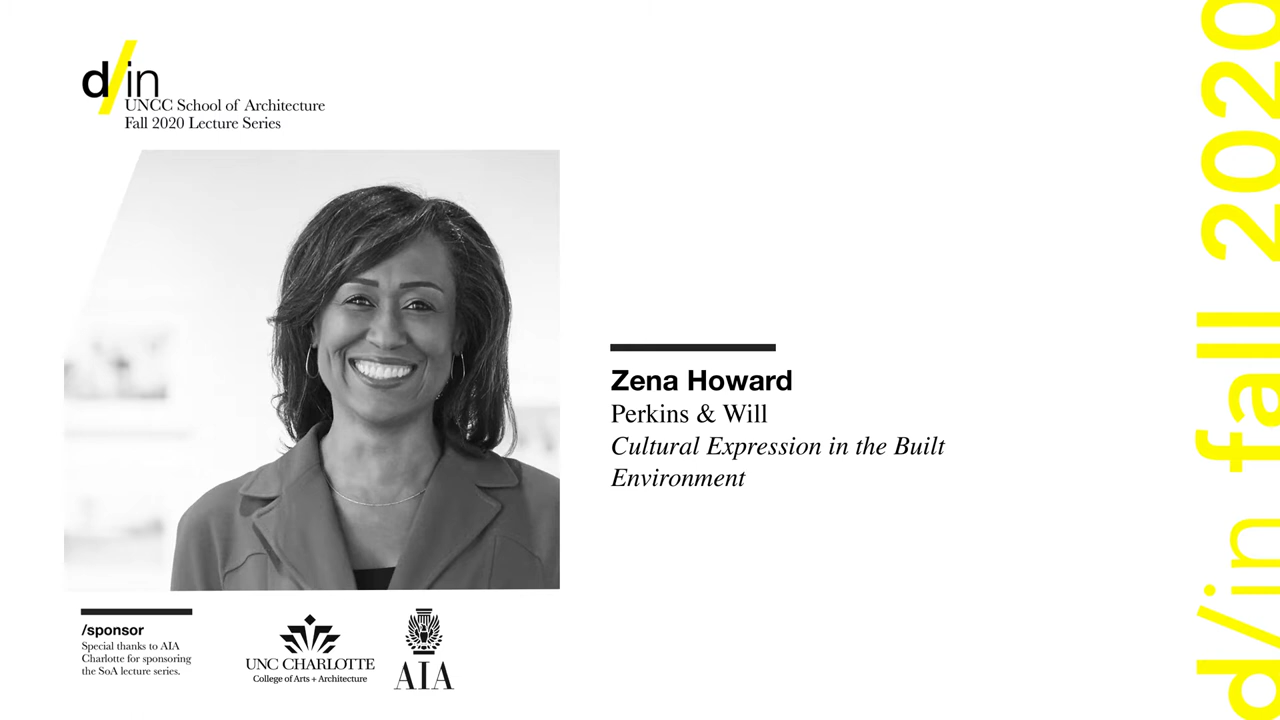 d/in
UNCC School of Architecture
Fall 2020 Lecture Series
Zena Howard
Perkins & Will
Cultural Expression in the Built
Environment
/sponsor
Special thanks to AIA
Charlotte for sponsoring
the SoA lecture series.
UNC CHARLOTTE
College of Arts + Architecture
AIA
d/in fall 2020